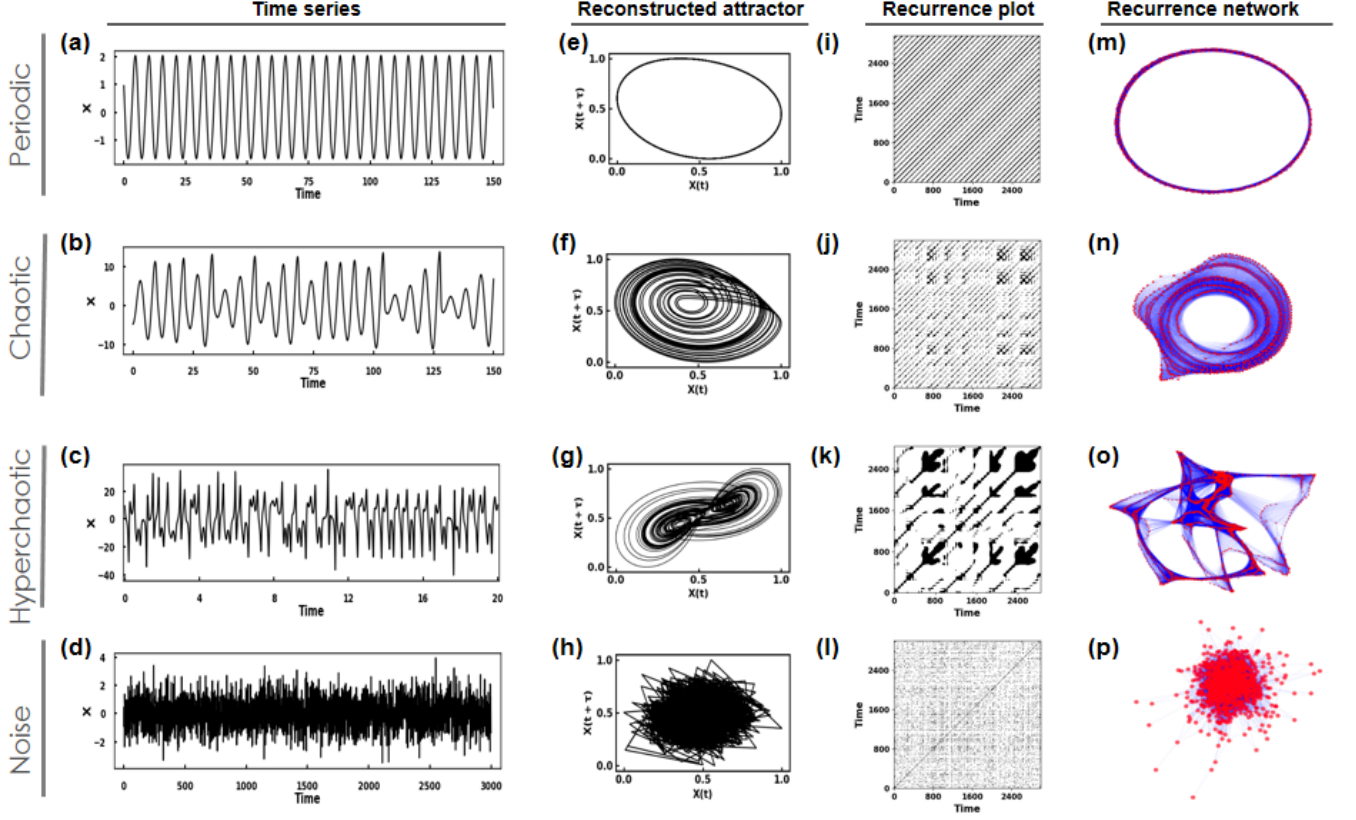 Time series
Reconstructed attractor
Recurrence plot
Recurrence network
Periodic
(a)
2
1
0
-1
X
0 25 50 75 100 125 150
Time
(e)
1.0
0.5
0.0
X(t + τ)
0.0 0.5 1.0
X(t)
(i)
2400
1600
800
0
Time
0 800 1600 2400
Time
(m)
Chaotic
(b)
10
0
-10
X
0 25 50 75 100 125 150
Time
(f)
1.0
0.5
0.0
X(t + τ)
0.0 0.5 1.0
X(t)
(j)
2400
1600
800
0
Time
0 800 1600 2400
Time
(n)
Hyperchaotic
(c)
20
0
-20
-40
X
0 4 8 12 16 20
Time
(g)
1.0
0.5
0.0
X(t + τ)
0.0 0.5 1.0
X(t)
(k)
2400
1600
800
0
Time
0 800 1600 2400
Time
(o)
Noise
(d)
4
2
0
-2
X
0 500 1000 1500 2000 2500 3000
Time
(h)
1.0
0.5
0.0
X(t + τ)
0.0 0.5 1.0
X(t)
(l)
2400
1600
800
0
Time
0 800 1600 2400
Time
(p)